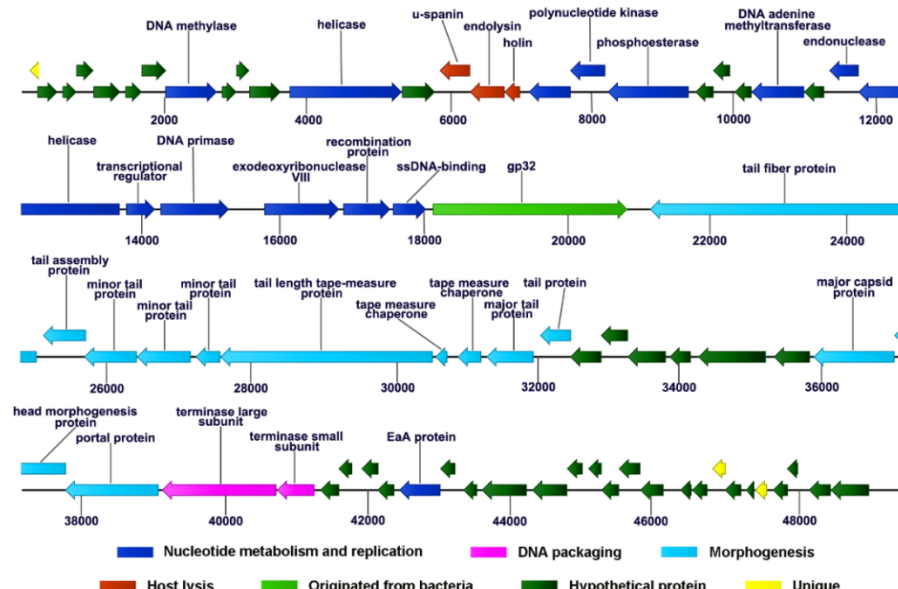 DNA methylase
helicase
u-spanin
endolysin
holin
polynucleotide kinase
phosphoesterase
DNA adenine
methyltransferase
endonuclease
2000
4000
6000
8000
10000
12000
helicase
transcriptional
regulator
DNA primase
exodeoxyribonuclease
VIII
recombination
protein
ssDNA-binding
gp32
tail fiber protein
14000
16000
18000
20000
22000
24000
tail assembly
protein
minor tail
protein
minor tail
protein
minor tail
protein
tail length tape-measure
protein
tape measure
chaperone
tape measure
chaperone
major tail
protein
tail protein
major capsid
protein
26000
28000
30000
32000
34000
36000
head morphogenesis
protein
portal protein
terminase large
subunit
terminase small
subunit
EaA protein
38000
40000
42000
44000
46000
48000
Nucleotide metabolism and replication
DNA packaging
Morphogenesis
Host lysis
Originated from bacteria
Hypothetical protein
Unique